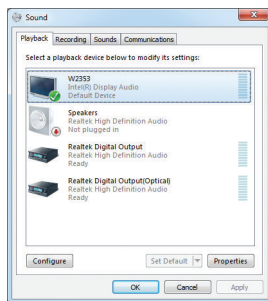 Sound
Playback Recording Sounds Communications
Select a playback device below to modify its settings:
W2353
Intel(R) Display Audio
Default Device
Speakers
Realtek High Definition Audio
Not plugged in
Realtek Digital Output
Realtek High Definition Audio
Ready
Realtek Digital Output(Optical)
Realtek High Definition Audio
Ready
Configure Set Default Properties
OK Cancel Apply